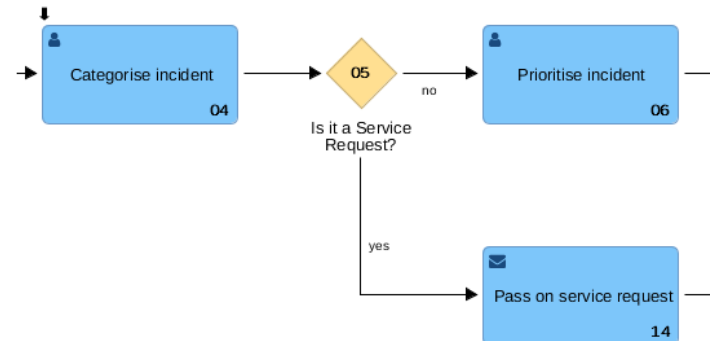 Categorise incident
04
05
Is it a Service
Request?
no
Prioritise incident
06
yes
Pass on service request
14